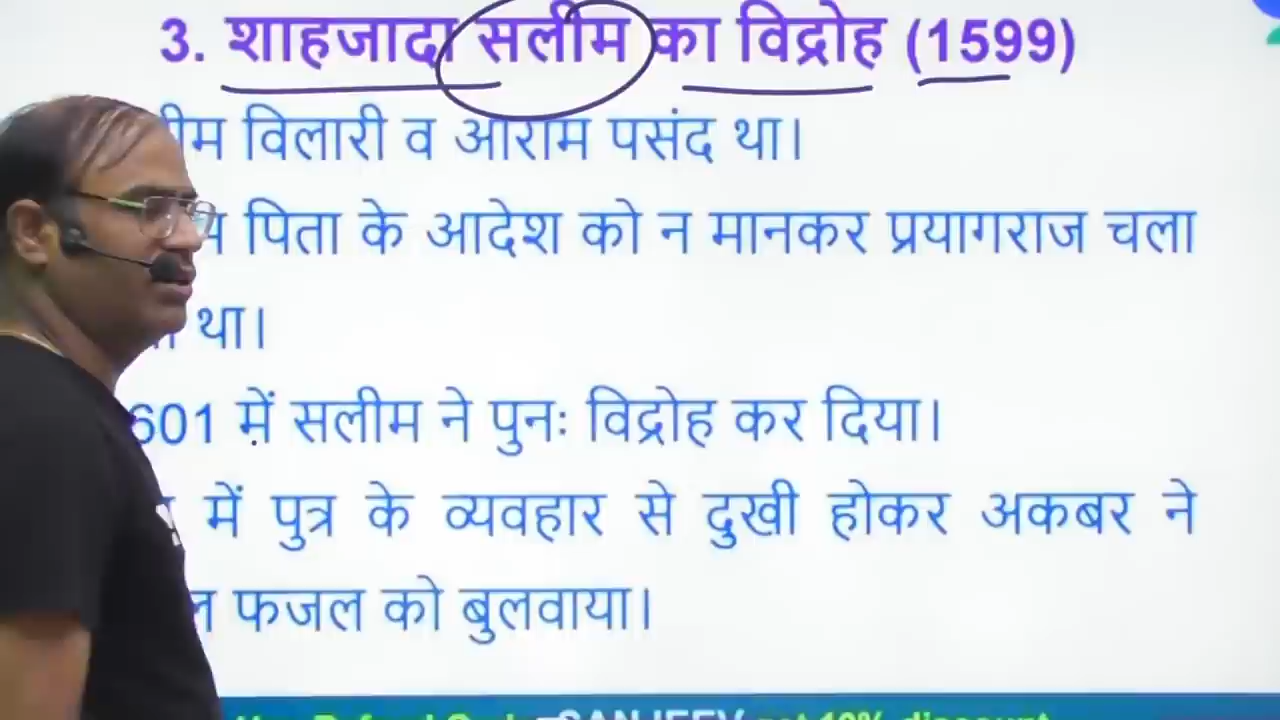 3. शाहजादा सलीम का विद्रोह (1599)
विलारी व आराम पसंद था।
पिता के आदेश को न मानकर प्रयागराज चला
था।
601 में सलीम ने पुनः विद्रोह कर दिया।
में पुत्र के व्यवहार से दुखी होकर अकबर ने
फजल को बुलवाया।